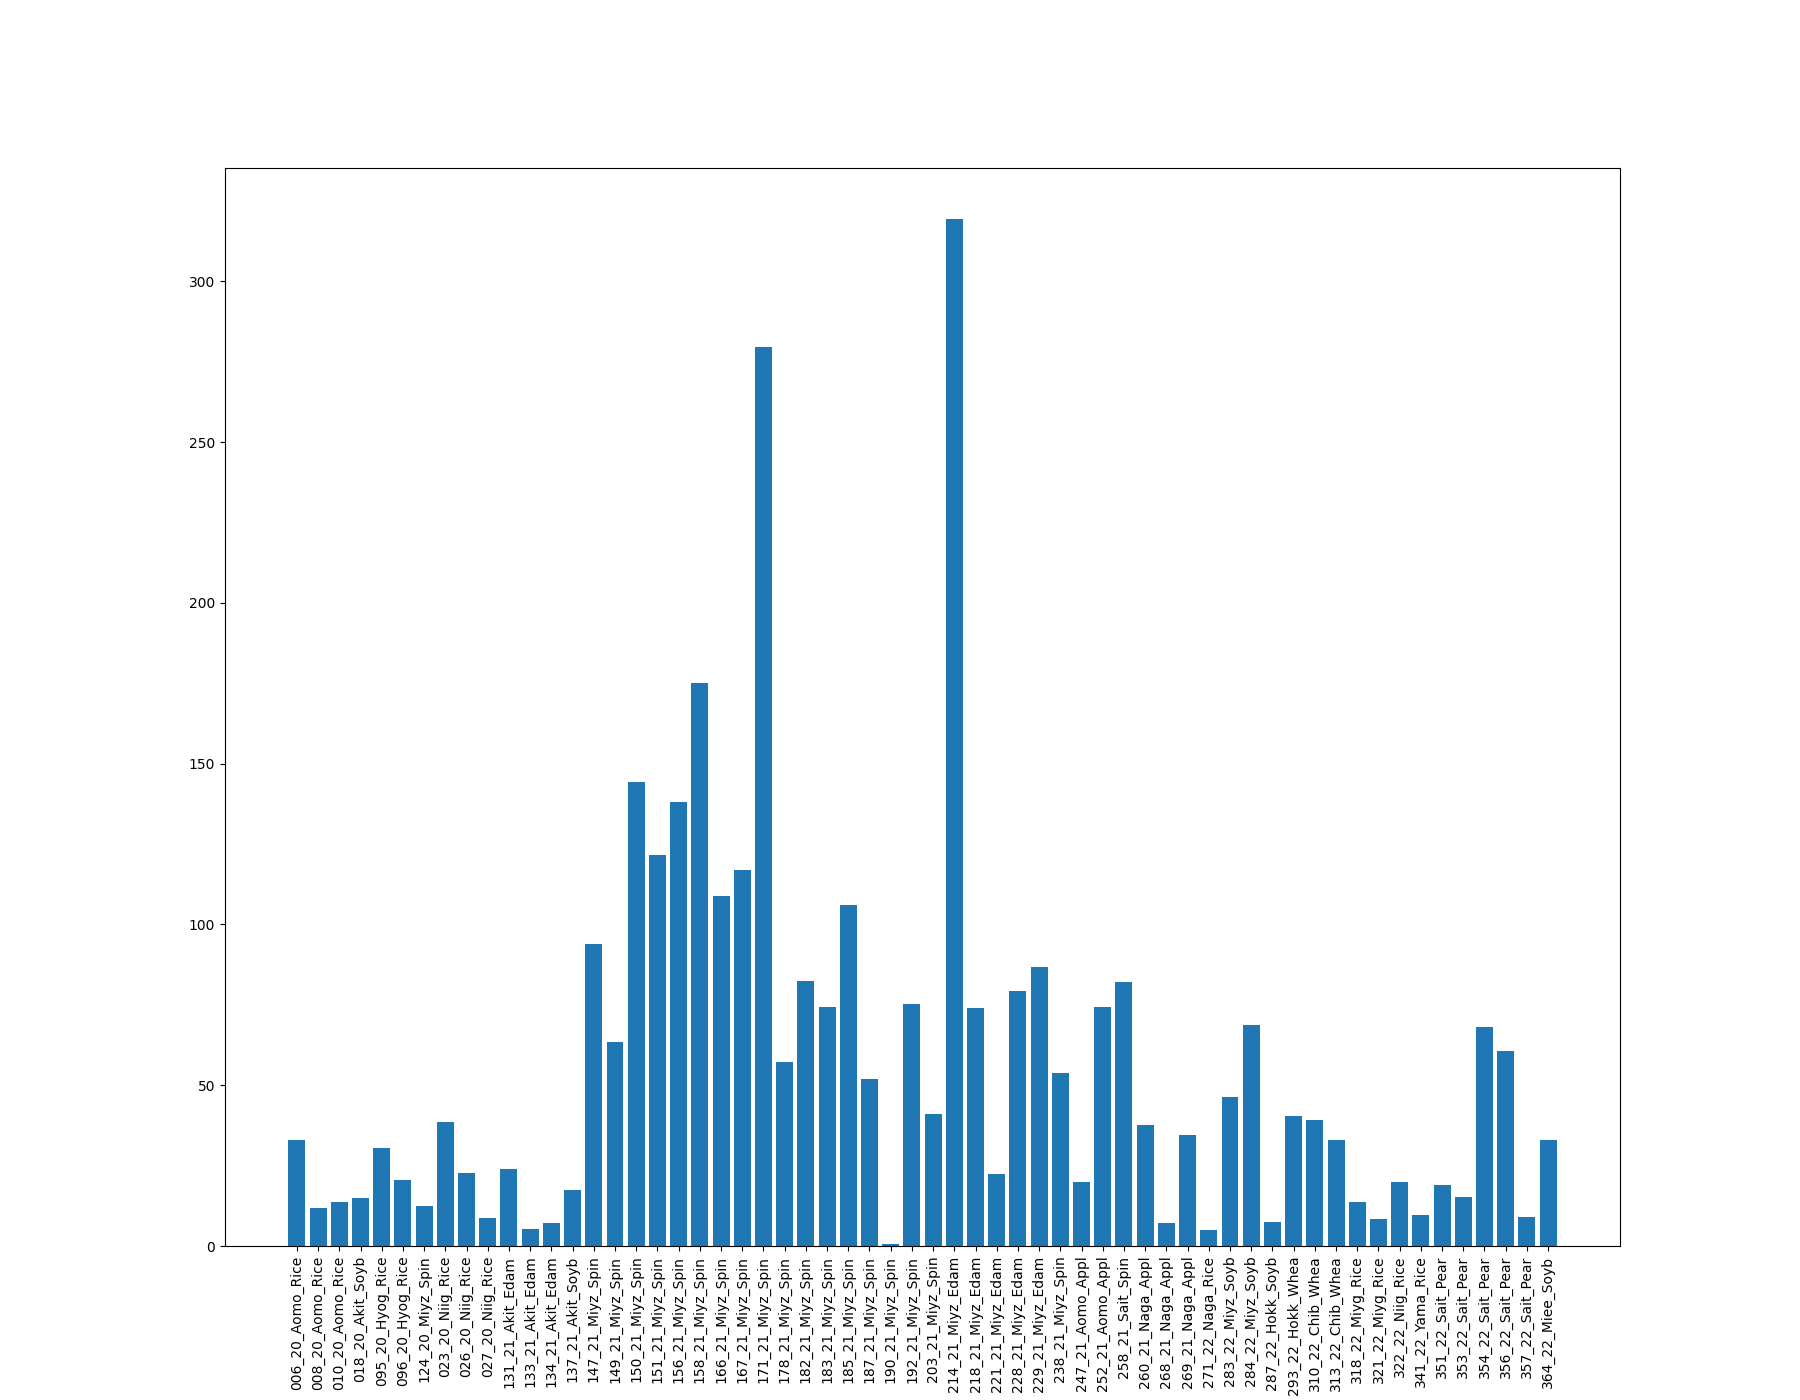 300
250
200
150
100
50
0
006_20_Aomo_Rice
008_20_Aomo_Rice
010_20_Aomo_Rice
018_20_Akit_Soyb
095_20_Hyog_Rice
096_20_Hyog_Rice
124_20_Miyz_Spin
023_20_Niig_Rice
026_20_Niig_Rice
027_20_Niig_Rice
131_21_Akit_Edam
133_21_Akit_Edam
134_21_Akit_Edam
137_21_Akit_Soyb
147_21_Miyz_Spin
149_21_Miyz_Spin
150_21_Miyz_Spin
151_21_Miyz_Spin
156_21_Miyz_Spin
158_21_Miyz_Spin
166_21_Miyz_Spin
167_21_Miyz_Spin
171_21_Miyz_Spin
178_21_Miyz_Spin
182_21_Miyz_Spin
183_21_Miyz_Spin
185_21_Miyz_Spin
187_21_Miyz_Spin
190_21_Miyz_Spin
192_21_Miyz_Spin
203_21_Miyz_Spin
214_21_Miyz_Edam
218_21_Miyz_Edam
221_21_Miyz_Edam
228_21_Miyz_Edam
229_21_Miyz_Edam
238_21_Miyz_Spin
247_21_Aomo_Appl
252_21_Aomo_Appl
258_21_Sait_Spin
260_21_Naga_Appl
268_21_Naga_Appl
269_21_Naga_Appl
271_22_Naga_Rice
283_22_Miyz_Soyb
284_22_Miyz_Soyb
287_22_Hokk_Soyb
293_22_Hokk_Whea
310_22_Chib_Whea
313_22_Chib_Whea
318_22_Miyg_Rice
321_22_Miyg_Rice
322_22_Niig_Rice
341_22_Yama_Rice
351_22_Sait_Pear
353_22_Sait_Pear
354_22_Sait_Pear
356_22_Sait_Pear
357_22_Sait_Pear
364_22_Miee_Soyb